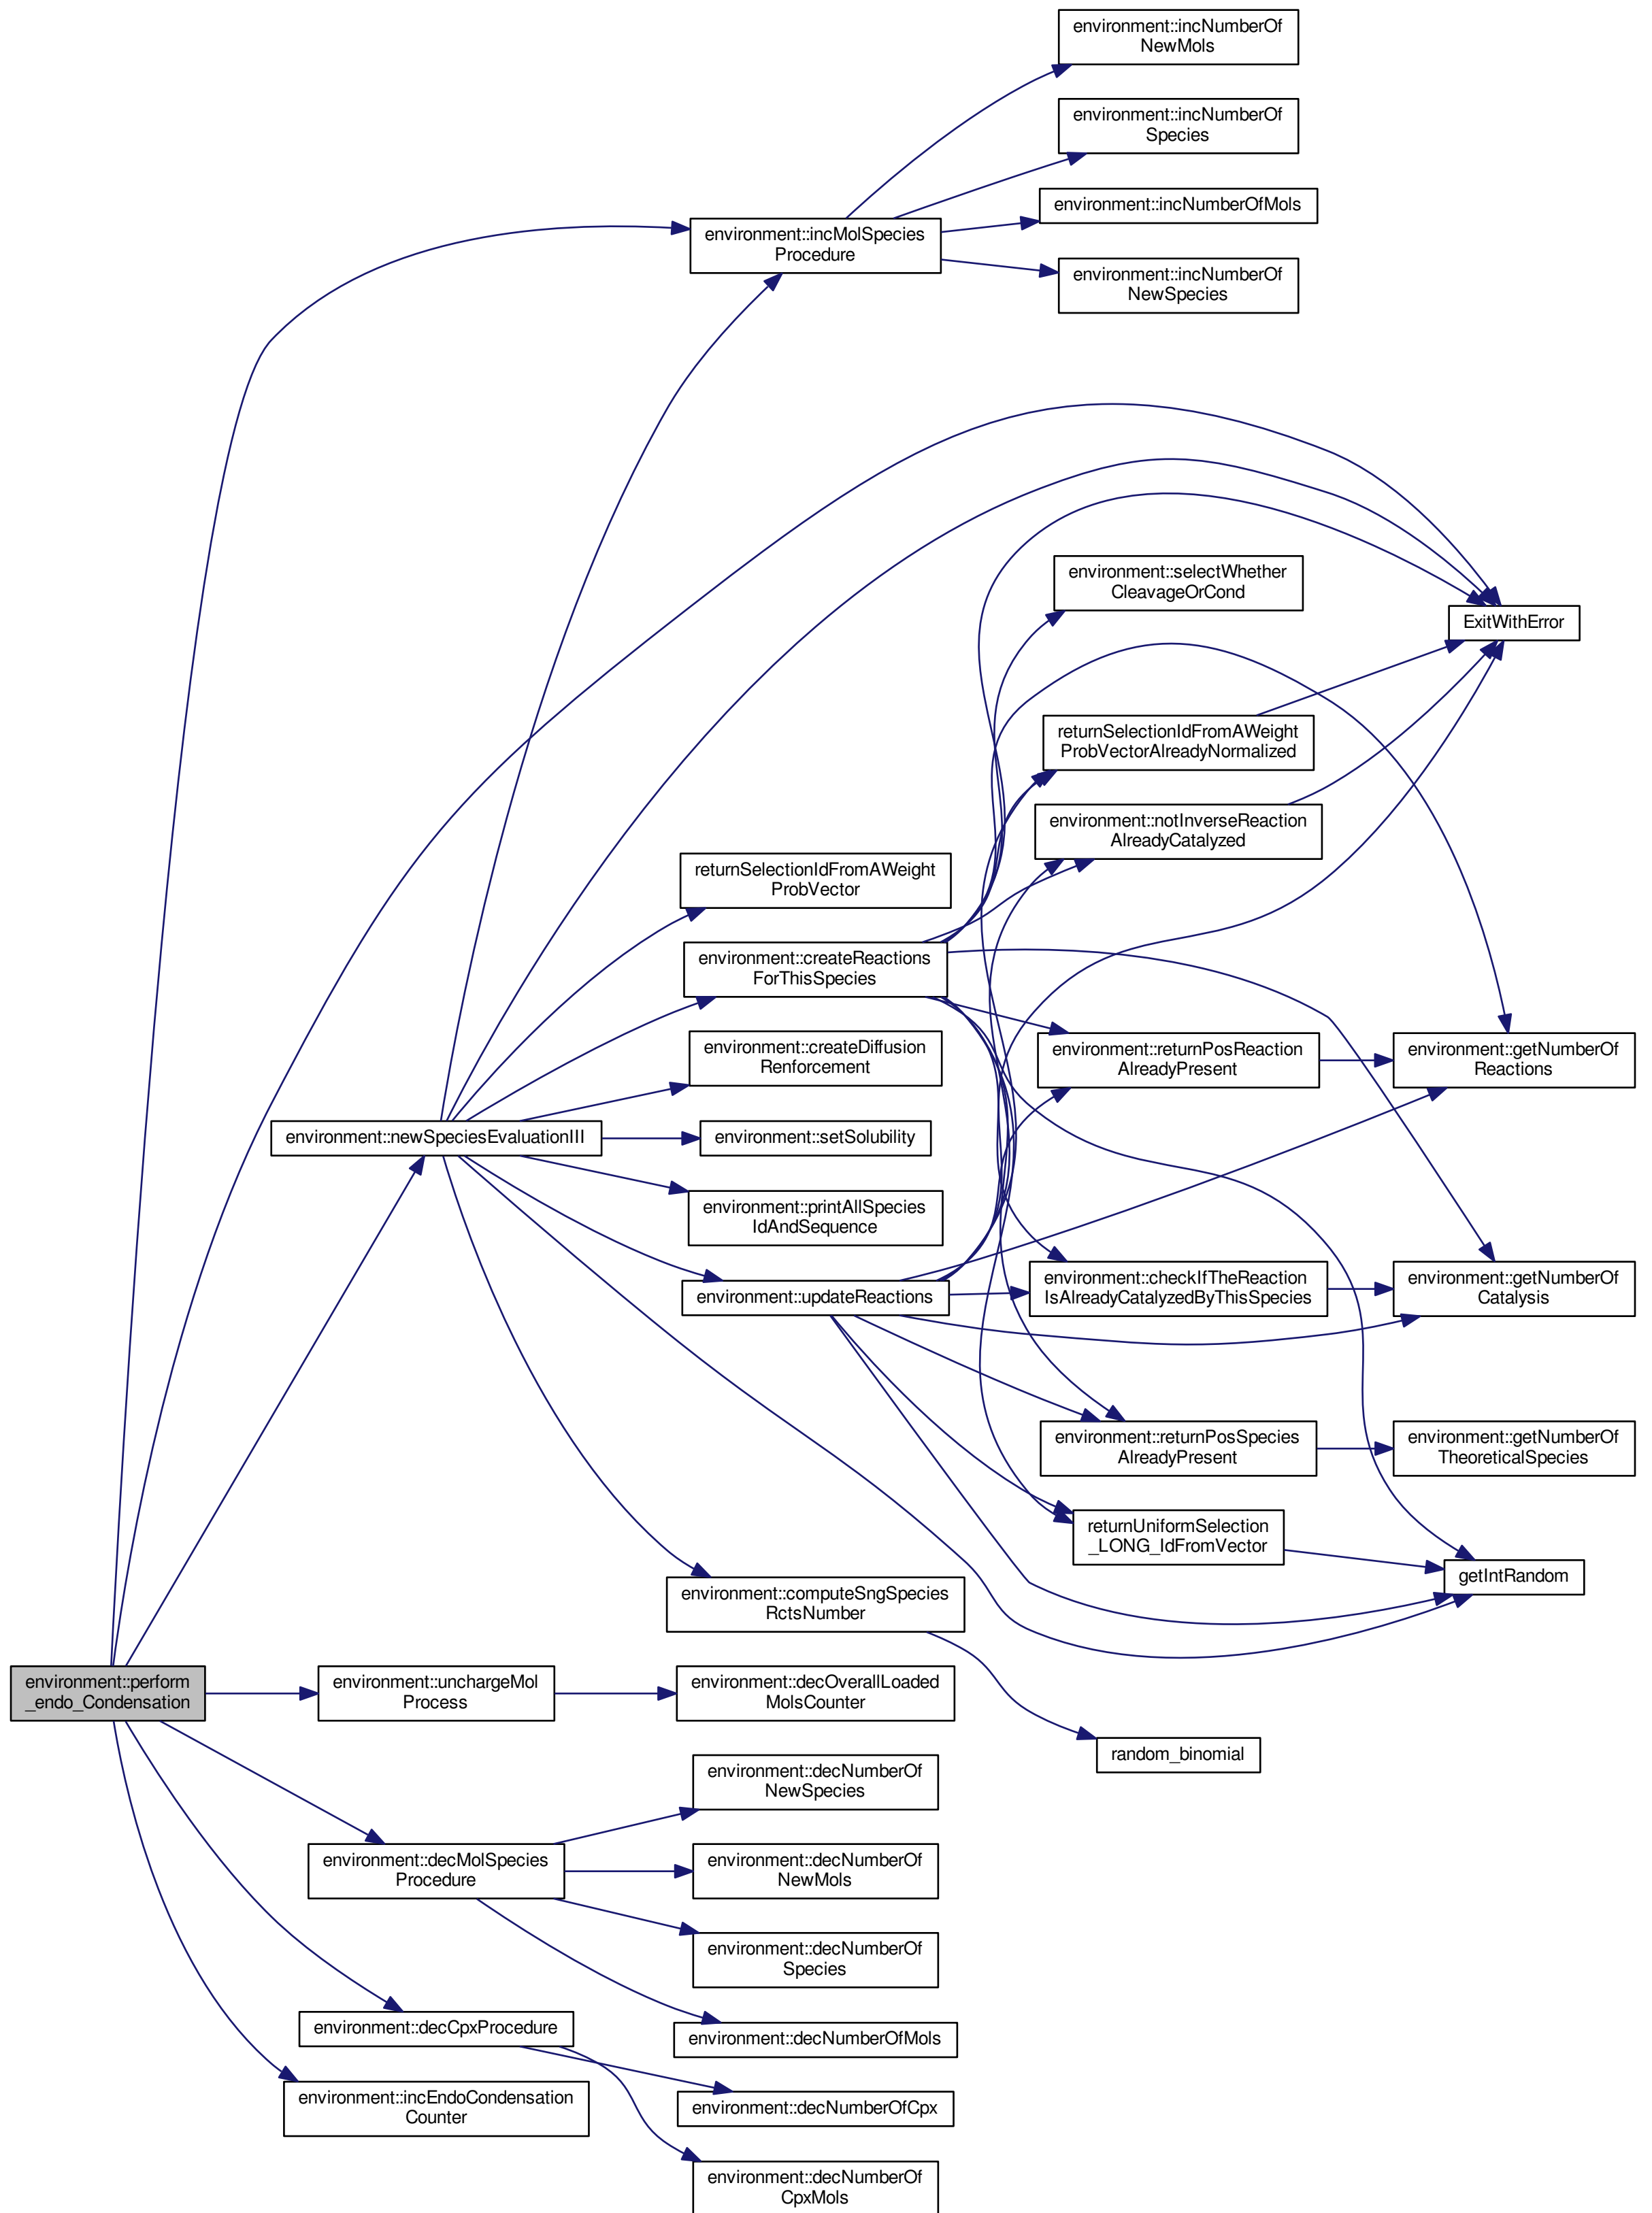 environment::incNumberOf
NewMols
environment::incNumberOf
Species
environment::incNumberOfMols
environment::incMolSpecies
Procedure
environment::incNumberOf
NewSpecies
environment::selectWhether
CleavageOrCond
ExitWithError
returnSelectionIdFromAWeight
ProbVectorAlreadyNormalized
environment::notInverseReaction
AlreadyCatalyzed
returnSelectionIdFromAWeight
ProbVector
environment::createReactions
ForThisSpecies
environment::createDiffusion
Renforcement
environment::returnPosReaction
AlreadyPresent
environment::getNumberOf
Reactions
environment::newSpeciesEvaluationIII
environment::setSolubility
environment::printAllSpecies
IdAndSequence
environment::updateReactions
environment::checkIfTheReaction
IsAlreadyCatalyzedByThisSpecies
environment::getNumberOf
Catalysis
environment::returnPosSpecies
AlreadyPresent
environment::getNumberOf
TheoreticalSpecies
returnUniformSelection
_LONG_IdFromVector
getIntRandom
environment::computeSngSpecies
RctsNumber
environment::perform
_endo_Condensation
environment::unchargeMol
Process
environment::decOverallLoaded
MolsCounter
random_binomial
environment::decNumberOf
NewSpecies
environment::decMolSpecies
Procedure
environment::decNumberOf
NewMols
environment::decNumberOf
Species
environment::decCpxProcedure
environment::decNumberOfMols
environment::incEndoCondensation
Counter
environment::decNumberOfCpx
environment::decNumberOf
CpxMols